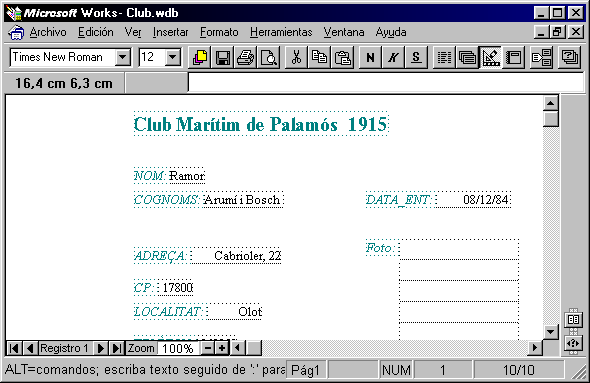 Microsoft Works- Club.wdb
Archivo Edición Ver Insertar Formato Herramientas Ventana Ayuda
Times New Roman 12 N K S
16,4 cm 6,3 cm
Club Marítim de Palamós 1915
NOM: Ramon
COGNOMS: Arumí i Bosch DATA_ENT: 08/12/84
ADREÇA: Cabrioler, 22 Foto:
CP: 17800
LOCALITAT: Olot
Registro 1 Zoom 100%
ALT=comandos; escriba texto seguido de ':' para Pág1 NUM 1 10/10